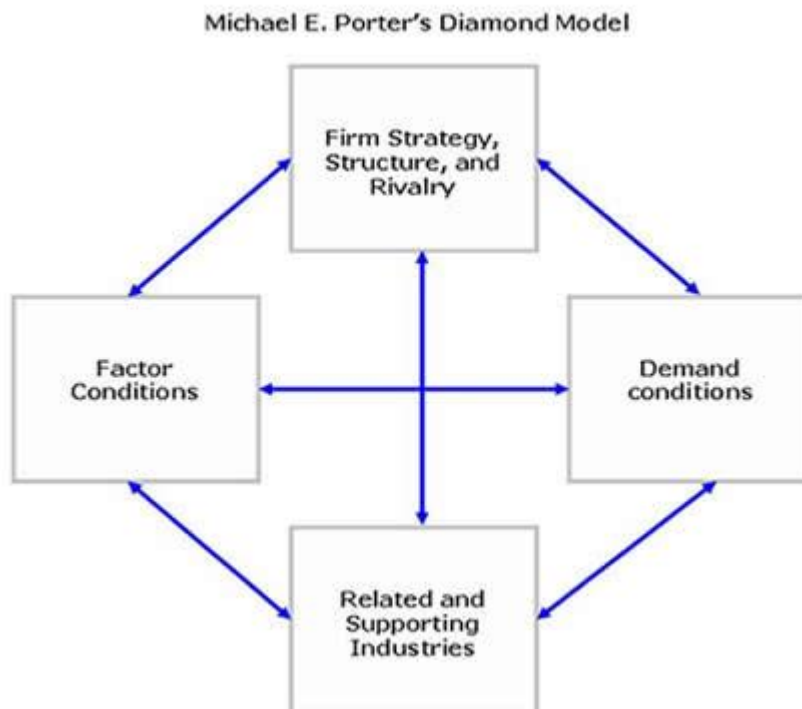 Michael E. Porter's Diamond Model
Firm Strategy,
Structure, and
Rivalry
Factor
Conditions
Demand
conditions
Related and
Supporting
Industries